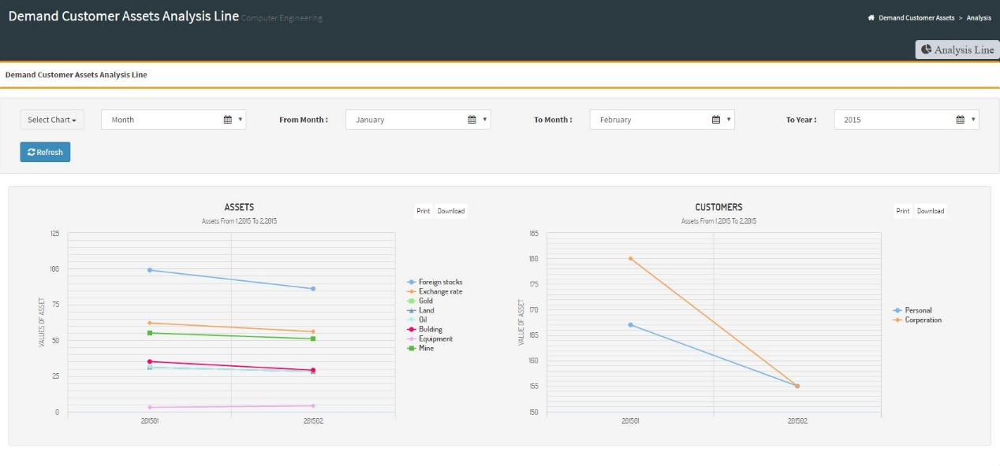 Demand Customer Assets Analysis Line Computer Engineering
Demand Customer Assets > Analysis
Analysis Line
Demand Customer Assets Analysis Line
Select Chart
Month
From Month :
January
To Month :
February
To Year :
2015
Refresh
ASSETS
Print
Download
Assets From 1,2015 To 2,2015
VALUES OF ASSET
125
100
75
50
25
0
201501
201502
Foreign stocks
Exchange rate
Gold
Land
Oil
Bulding
Equipment
Mine
CUSTOMERS
Print
Download
Assets From 1,2015 To 2,2015
VALUE OF ASSET
185
180
175
170
165
160
155
150
201501
201502
Personal
Corperation